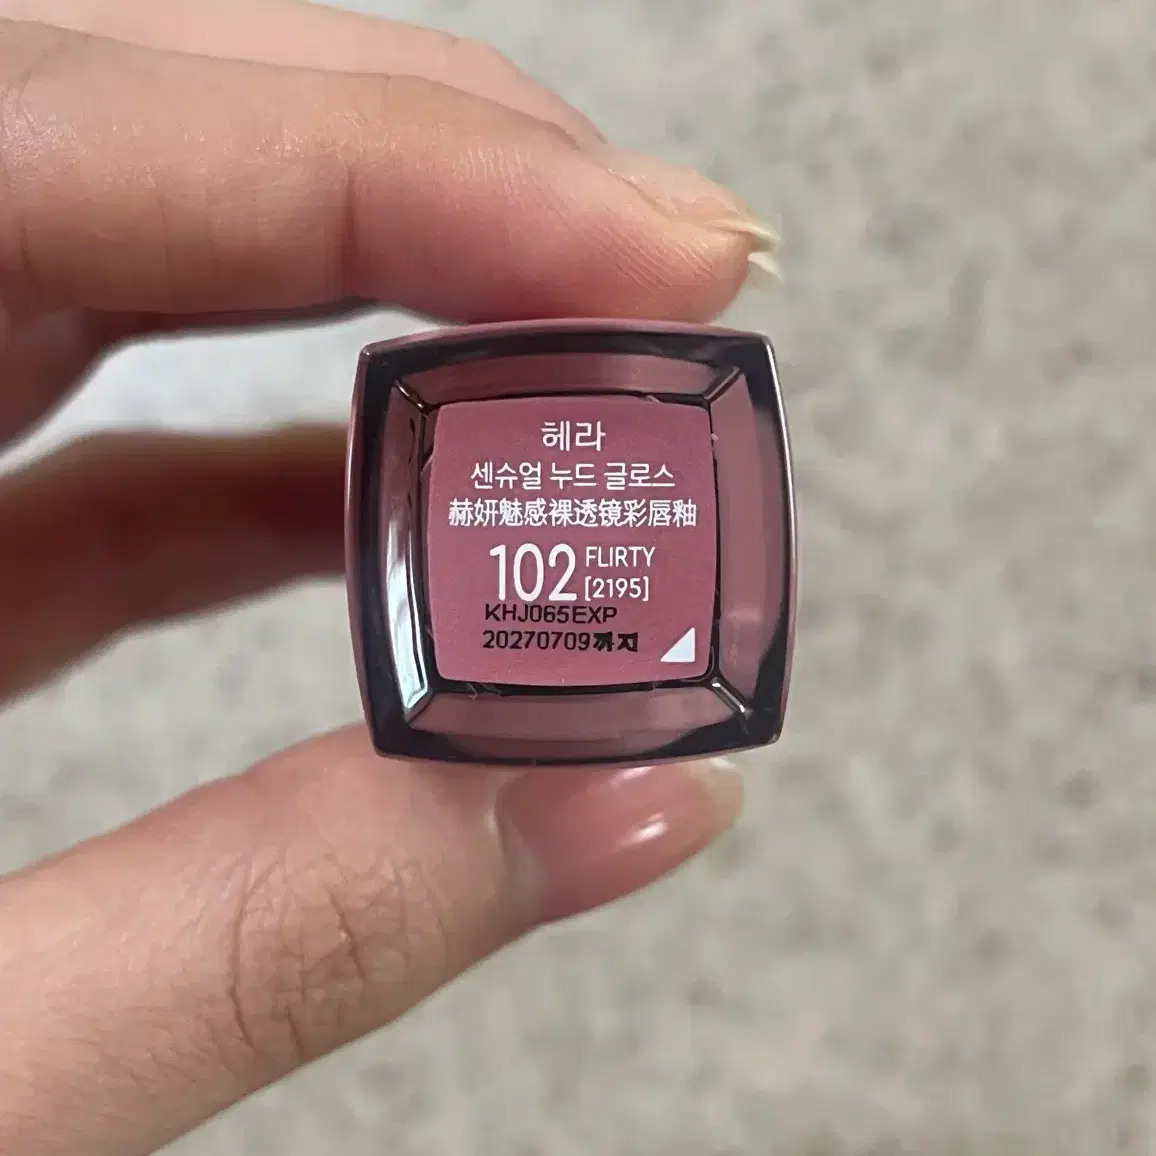 헤라
센슈얼 누드 글로스
赫妍魅感裸透镜彩唇釉
102 FLIRTY
[2195]
KHJ065EXP
20270709까지